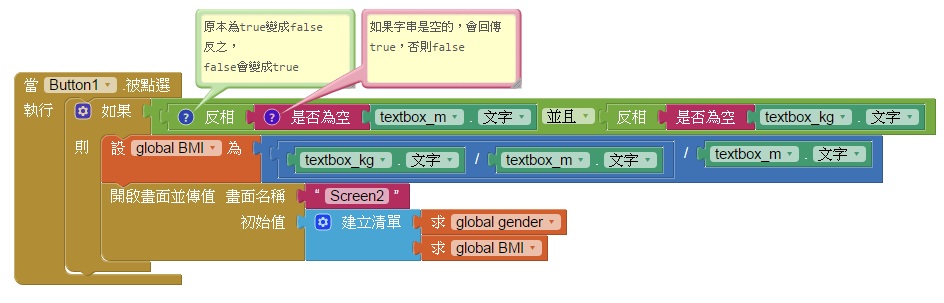 原本為true變成false
反之，
false會變成true
如果字串是空的，會回傳
true，否則false
當 Button1 .被點選
執行 如果 ? 反相 ? 是否為空 textbox_m . 文字 並且 反相 是否為空 textbox_kg . 文字
則 設 global BMI 為 textbox_kg . 文字 / textbox_m . 文字 / textbox_m . 文字
開啟畫面並傳值 畫面名稱 “ Screen2 ”
初始值 建立清單 求 global gender
求 global BMI